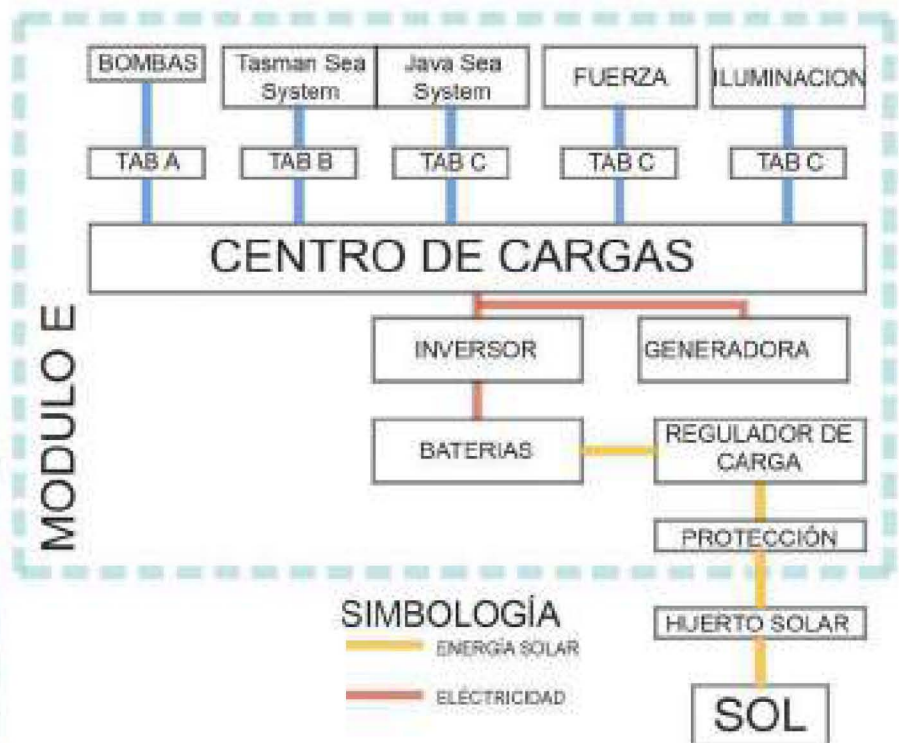 BOMBAS
Tasman Sea
System
Java Sea
System
FUERZA
ILUMINACION
TAB A
TAB B
TAB C
TAB C
TAB C
CENTRO DE CARGAS
MODULO E
INVERSOR
GENERADORA
BATERIAS
REGULADOR DE
CARGA
PROTECCIÓN
SIMBOLOGÍA
ENERGÍA SOLAR
ELÉCTRICIDAD
HUERTO SOLAR
SOL